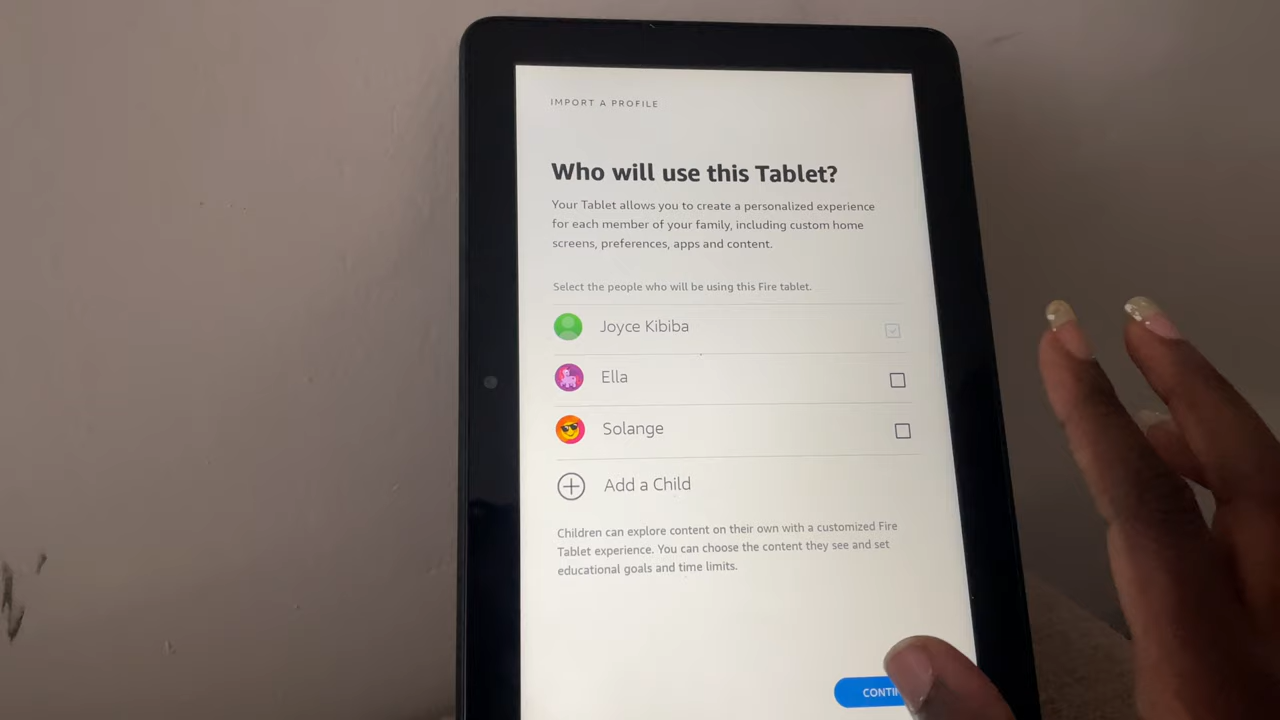 IMPORT A PROFILE
Who will use this Tablet?
Your Tablet allows you to create a personalized experience
for each member of your family, including custom home
screens, preferences, apps and content.
Select the people who will be using this Fire tablet.
Joyce Kibiba
Ella
Solange
Add a Child
Children can explore content on their own with a customized Fire
Tablet experience. You can choose the content they see and set
educational goals and time limits.
CONTI